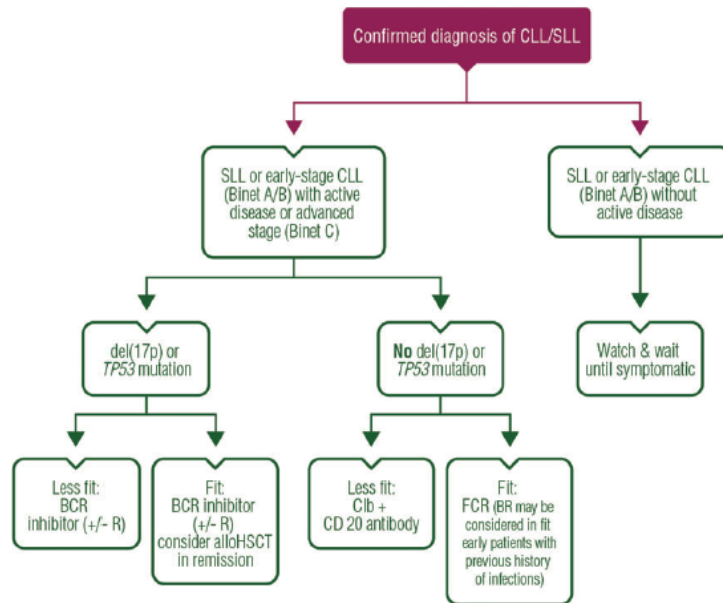 Confirmed diagnosis of CLL/SLL
SLL or early-stage CLL
(Binet A/B) with active
disease or advanced
stage (Binet C)
SLL or early-stage CLL
(Binet A/B) without
active disease
del(17p) or
TP53 mutation
No del(17p) or
TP53 mutation
Watch & wait
until symptomatic
Less fit:
BCR
inhibitor (+/- R)
Fit:
BCR inhibitor
(+/- R)
consider alloHSCT
in remission
Less fit:
Clb +
CD 20 antibody
Fit:
FCR (BR may be
considered in fit
early patients with
previous history
of infections)